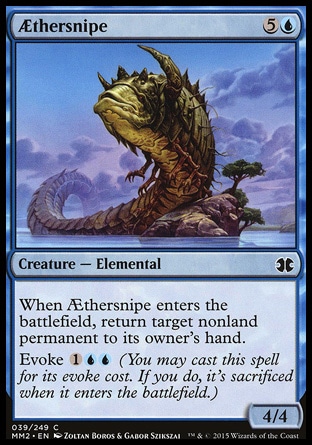 Æthersnipe 5
Creature — Elemental
When Æthersnipe enters the
battlefield, return target nonland
permanent to its owner's hand.
Evoke 1 (You may cast this spell
for its evoke cost. If you do, it's sacrificed
when it enters the battlefield.)
4/4
039/249 C
MM2 • EN Zoltan Boros & Gabor Szikszai ™ & © 2015 Wizards of the Coast